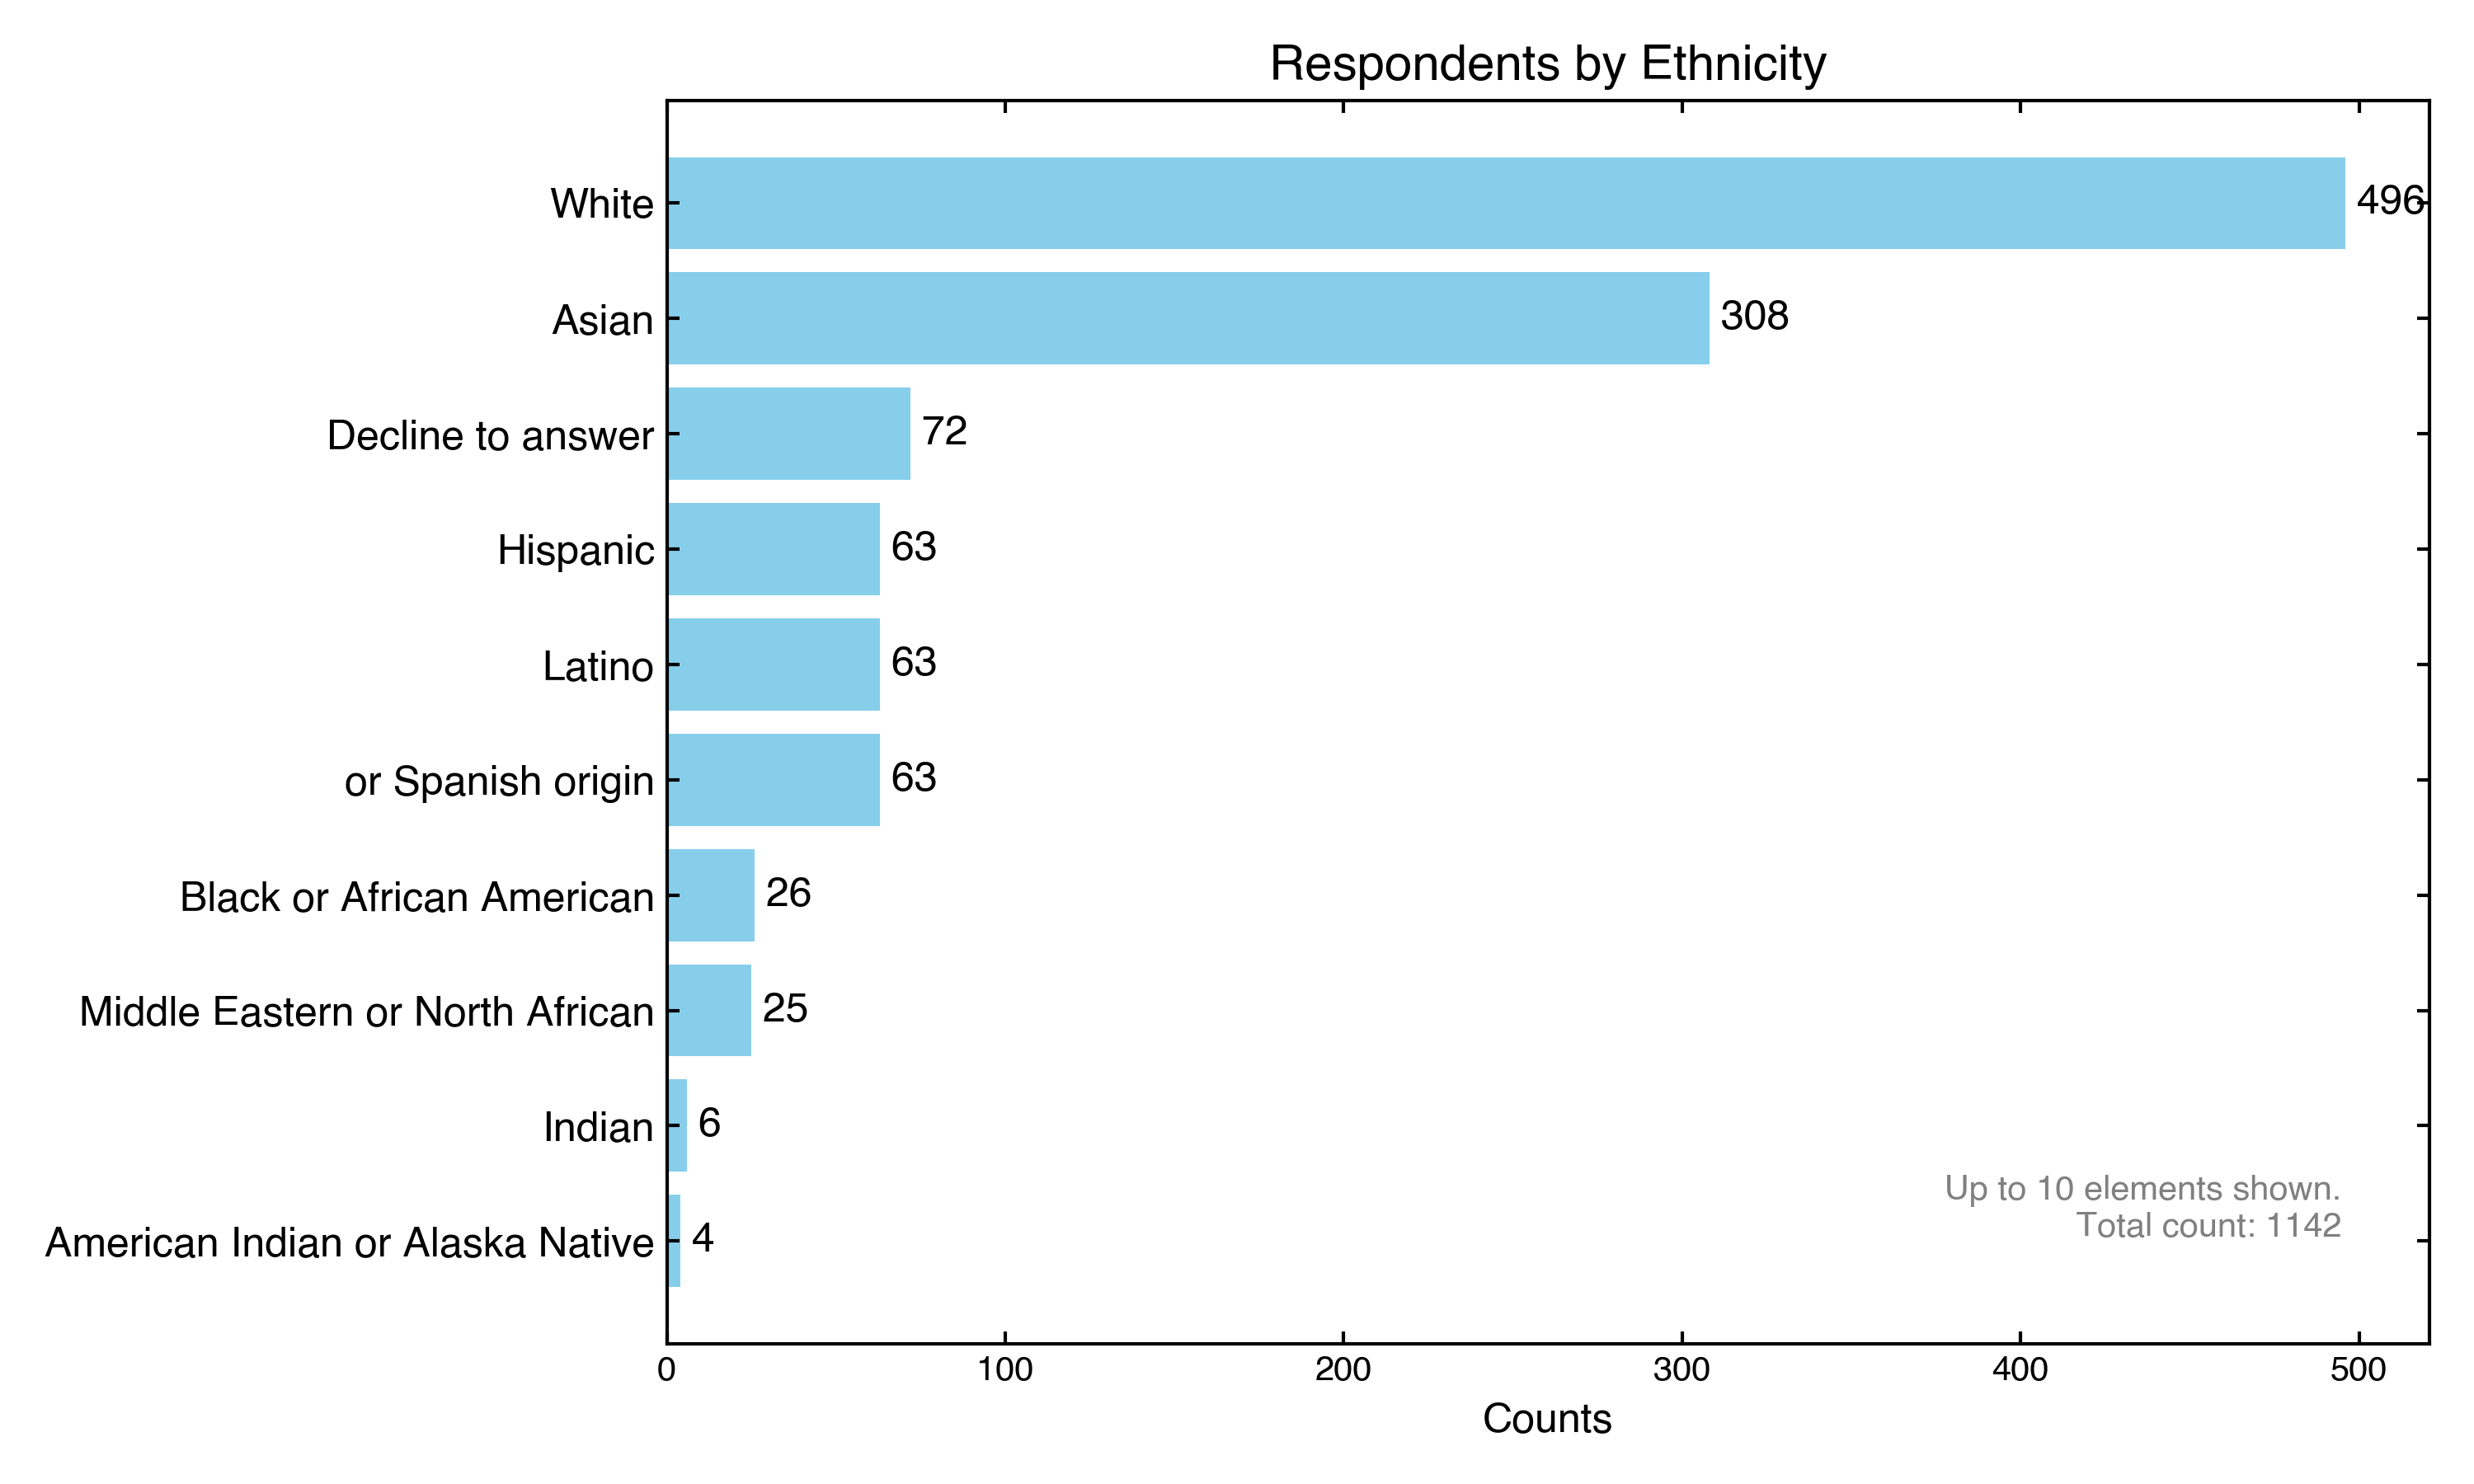 Respondents by Ethnicity
White 496
Asian 308
Decline to answer 72
Hispanic 63
Latino 63
or Spanish origin 63
Black or African American 26
Middle Eastern or North African 25
Indian 6
American Indian or Alaska Native 4
Up to 10 elements shown.
Total count: 1142
0 100 200 300 400 500
Counts